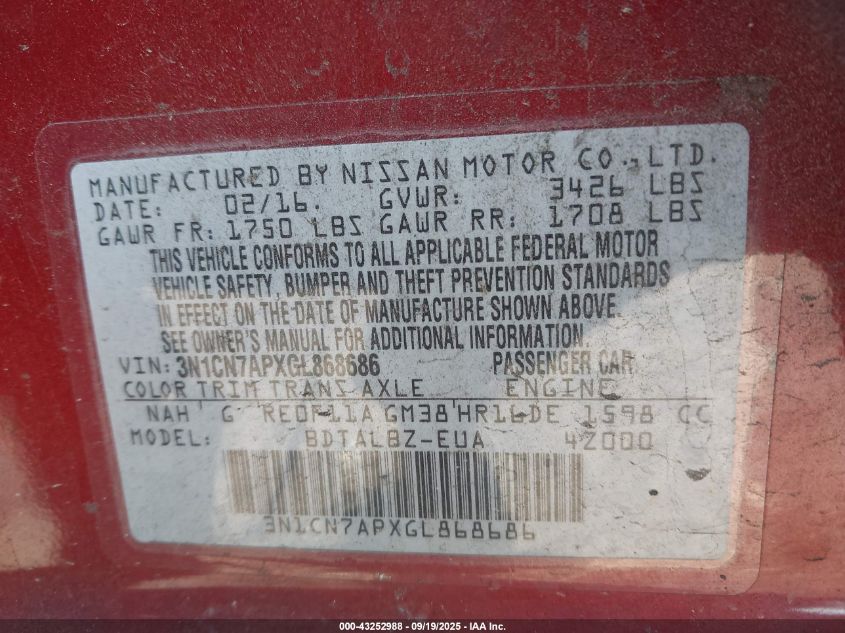 MANUFACTURED BY NISSAN MOTOR CO., LTD.
DATE: 02/16. GVWR: 3426 LBS
GAWR FR: 1750 LBS GAWR RR: 1708 LBS
THIS VEHICLE CONFORMS TO ALL APPLICABLE FEDERAL MOTOR
VEHICLE SAFETY, BUMPER AND THEFT PREVENTION STANDARDS
IN EFFECT ON THE DATE OF MANUFACTURE SHOWN ABOVE.
SEE OWNER'S MANUAL FOR ADDITIONAL INFORMATION.
VIN: 3N1CN7APXGL868686 PASSENGER CAR
COLOR TRIM TRANS AXLE ENGINE
NAH G RE0F11A GM38 HR16DE 1598 CC
MODEL: BDTALBZ-EUA 42000
3N1CN7APXGL868686
000-43252988 - 09/19/2025 - IAA Inc.